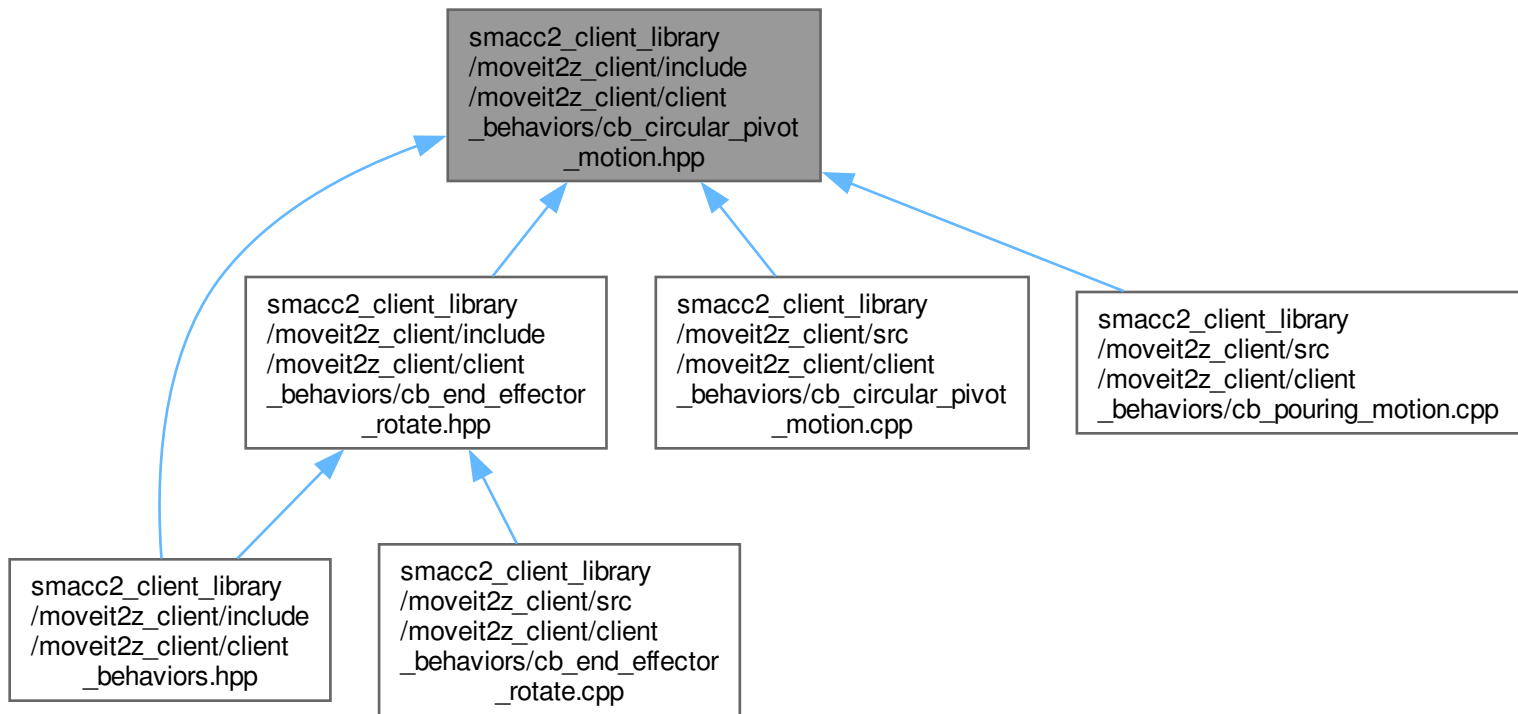 smacc2_client_library
/moveit2z_client/include
/moveit2z_client/client
_behaviors/cb_circular_pivot
_motion.hpp
smacc2_client_library
/moveit2z_client/include
/moveit2z_client/client
_behaviors/cb_end_effector
_rotate.hpp
smacc2_client_library
/moveit2z_client/src
/moveit2z_client/client
_behaviors/cb_circular_pivot
_motion.cpp
smacc2_client_library
/moveit2z_client/src
/moveit2z_client/client
_behaviors/cb_pouring_motion.cpp
smacc2_client_library
/moveit2z_client/include
/moveit2z_client/client
_behaviors.hpp
smacc2_client_library
/moveit2z_client/src
/moveit2z_client/client
_behaviors/cb_end_effector
_rotate.cpp